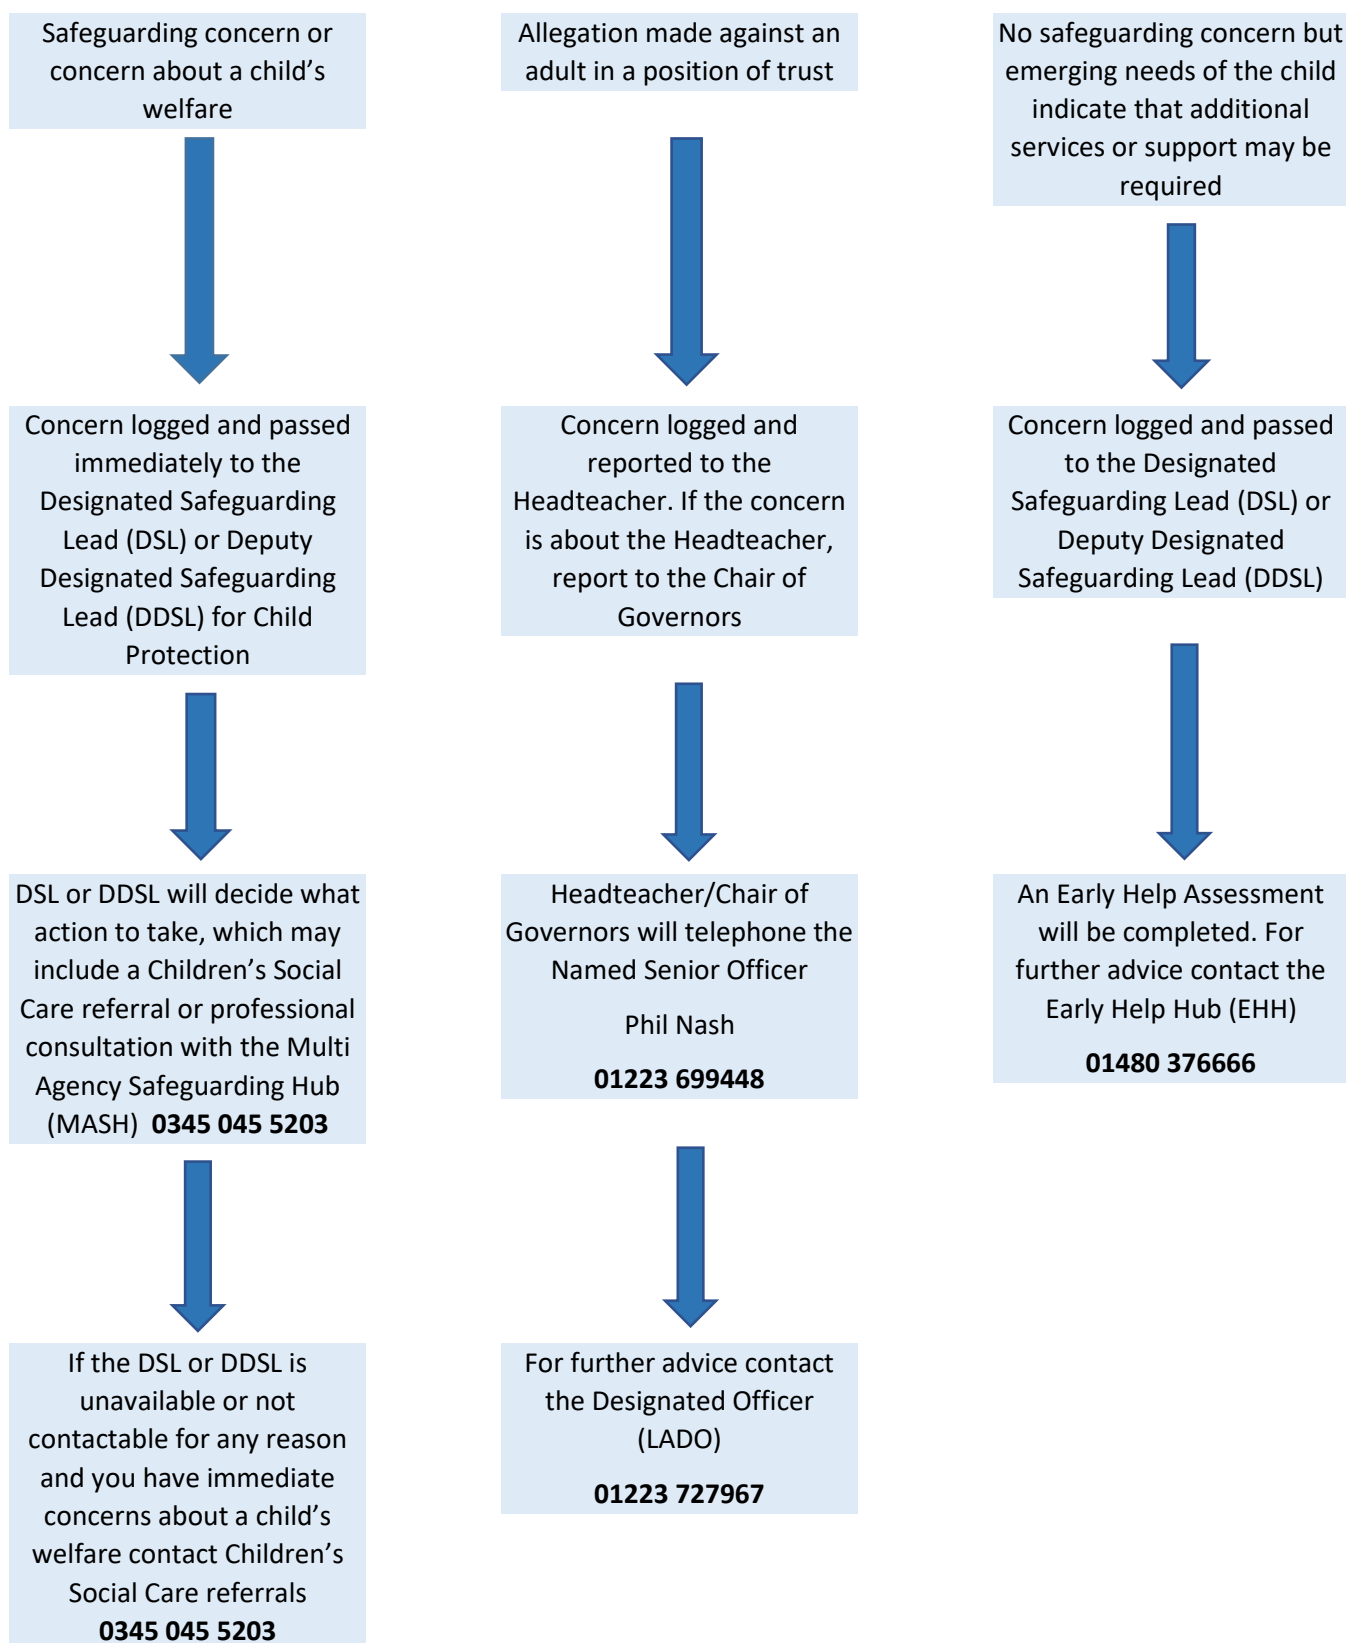 Safeguarding concern or
concern about a child’s
welfare
Concern logged and passed
immediately to the
Designated Safeguarding
Lead (DSL) or Deputy
Designated Safeguarding
Lead (DDSL) for Child
Protection
DSL or DDSL will decide what
action to take, which may
include a Children’s Social
Care referral or professional
consultation with the Multi
Agency Safeguarding Hub
(MASH)  0345 045 5203
If the DSL or DDSL is
unavailable or not
contactable for any reason
and you have immediate
concerns about a child’s
welfare contact Children’s
Social Care referrals
0345 045 5203
Allegation made against an
adult in a position of trust
Concern logged and
reported to the
Headteacher. If the concern
is about the Headteacher,
report to the Chair of
Governors
Headteacher/Chair of
Governors will telephone the
Named Senior Officer
Phil Nash
01223 699448
For further advice contact
the Designated Officer
(LADO)
01223 727967
No safeguarding concern but
emerging needs of the child
indicate that additional
services or support may be
required
Concern logged and passed
to the Designated
Safeguarding Lead (DSL) or
Deputy Designated
Safeguarding Lead (DDSL)
An Early Help Assessment
will be completed. For
further advice contact the
Early Help Hub (EHH)
01480 376666